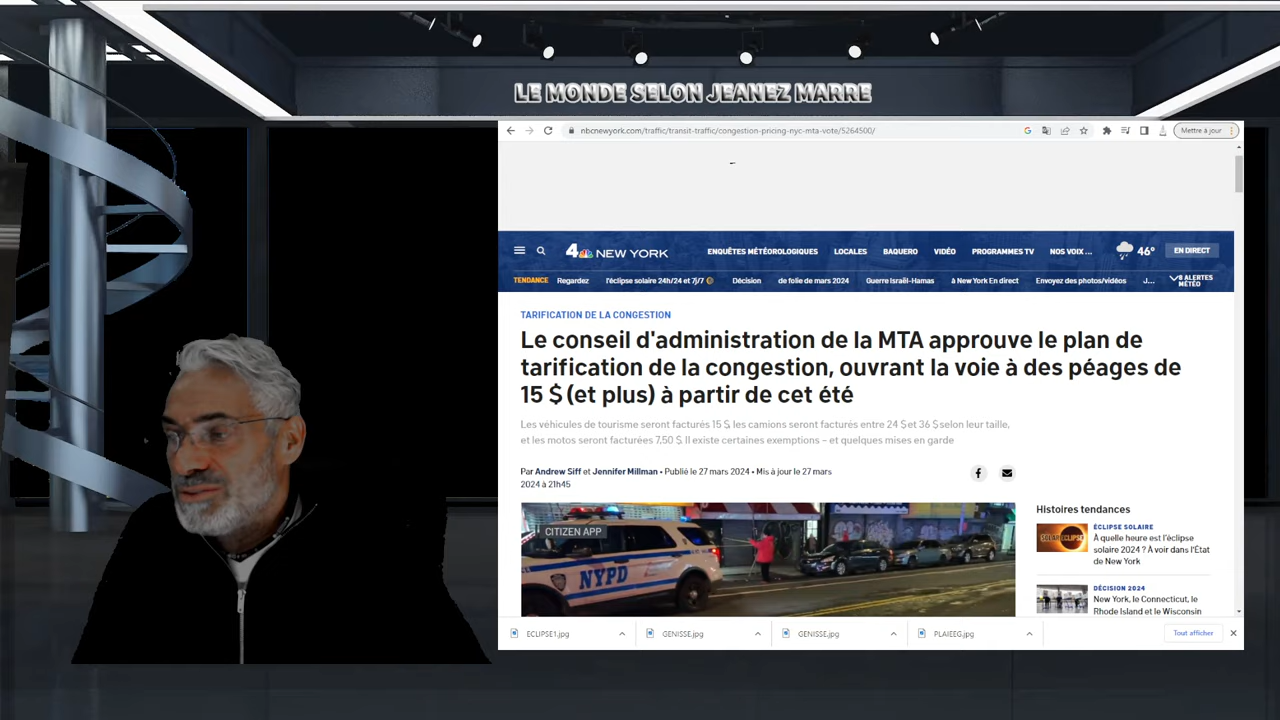 LE MONDE SELON JEANEZ MARRE
nbcnewyork.com/traffic/transit-traffic/congestion-pricing-nyc-mta-vote/5264500/
Mettre à jour
4 NEW YORK
ENQUÊTES MÉTÉOROLOGIQUES LOCALES BAQUERO VIDÉO PROGRAMMES TV NOS VOIX ...
46°
EN DIRECT
TENDANCE Regardez l'éclipse solaire 24h/24 et 7j/7 Décision de folie de mars 2024 Guerre Israël-Hamas à New York En direct Envoyez des photos/vidéos J...
8 ALERTES
MÉTÉO
TARIFICATION DE LA CONGESTION
Le conseil d'administration de la MTA approuve le plan de
tarification de la congestion, ouvrant la voie à des péages de
15 $ (et plus) à partir de cet été
Les véhicules de tourisme seront facturés 15 $, les camions seront facturés entre 24 $ et 36 $ selon leur taille,
et les motos seront facturées 7,50 $. Il existe certaines exemptions – et quelques mises en garde
Par Andrew Siff et Jennifer Millman • Publié le 27 mars 2024 • Mis à jour le 27 mars
2024 à 21h45
CITIZEN APP
NYPD
Histoires tendances
SOLAR ECLIPSE
ÉCLIPSE SOLAIRE
À quelle heure est l'éclipse
solaire 2024 ? À voir dans l'État
de New York
DÉCISION 2024
New York, le Connecticut, le
Rhode Island et le Wisconsin
ECLIPSE1.jpg
GENISSE.jpg
GENISSE.jpg
PLAIEEG.jpg
Tout afficher